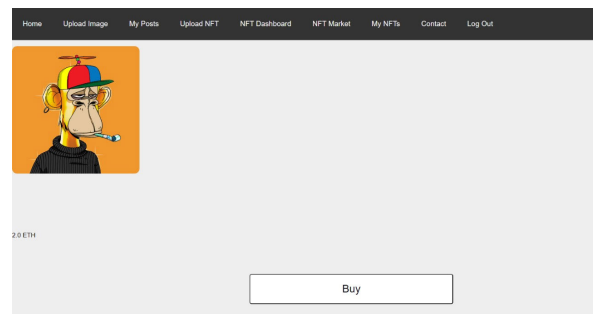 Home Upload Image My Posts Upload NFT NFT Dashboard NFT Market My NFTs Contact Log Out
2.0 ETH
Buy